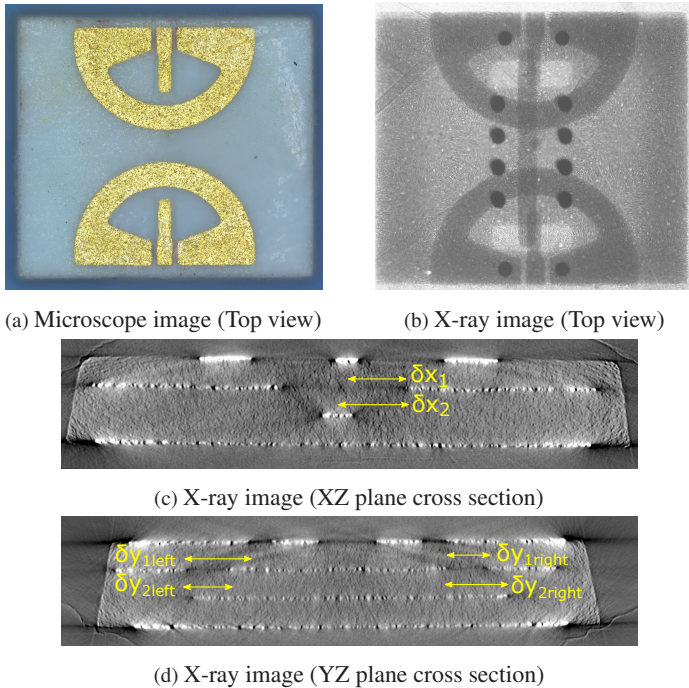 (a) Microscope image (Top view)
(b) X-ray image (Top view)
δx1
δx2
(c) X-ray image (XZ plane cross section)
δy1left
δy1right
δy2left
δy2right
(d) X-ray image (YZ plane cross section)